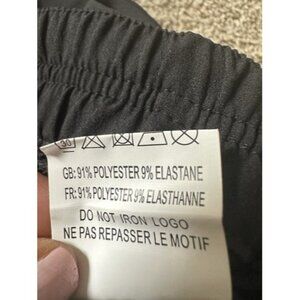 30
GB: 91% POLYESTER 9% ELASTANE
FR: 91% POLYESTER 9% ELASTHANNE
DO NOT IRON LOGO
NE PAS REPASSER LE MOTIF